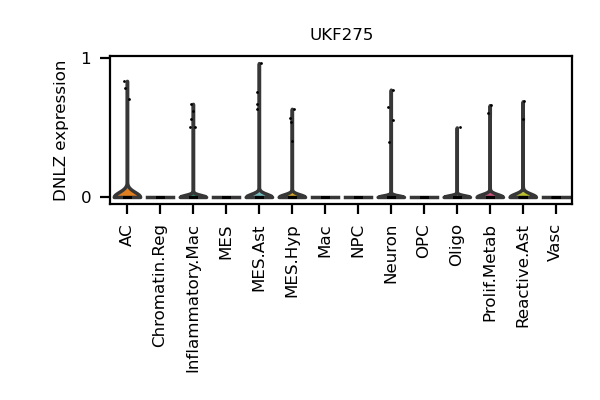 UKF275
DNLZ expression
1
0
AC
Chromatin.Reg
Inflammatory.Mac
MES
MES.Ast
MES.Hyp
Mac
NPC
Neuron
OPC
Oligo
Prolif.Metab
Reactive.Ast
Vasc